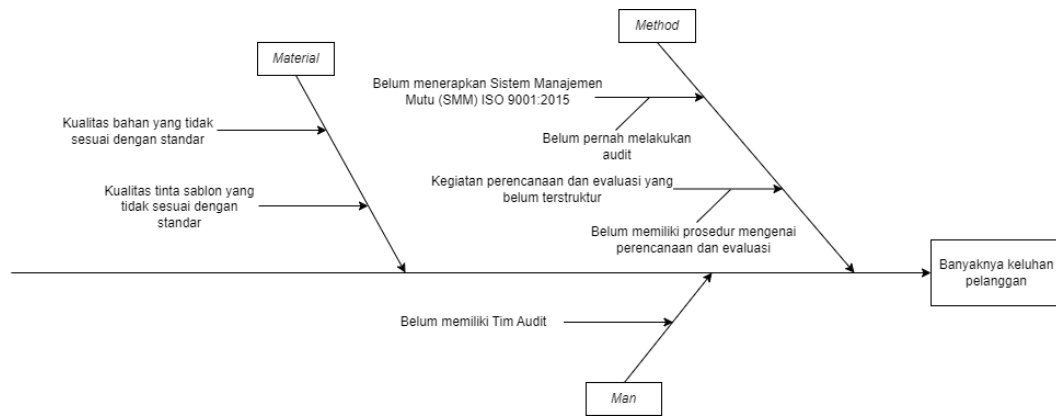 Method
Material
Belum menerapkan Sistem Manajemen
Mutu (SMM) ISO 9001:2015
Kualitas bahan yang tidak
sesuai dengan standar
Belum pernah melakukan
audit
Kualitas tinta sablon yang
tidak sesuai dengan
standar
Kegiatan perencanaan dan evaluasi yang
belum terstruktur
Belum memiliki prosedur mengenai
perencanaan dan evaluasi
Banyaknya keluhan
pelanggan
Belum memiliki Tim Audit
Man